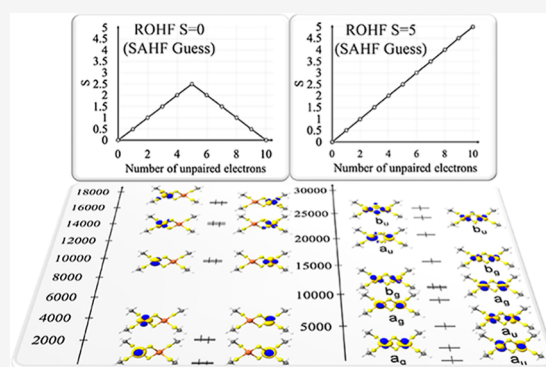 ROHF S=0
(SAHF Guess)
5
4.5
4
3.5
3
2.5
2
1.5
1
0.5
0
S
0 2 4 6 8 10
Number of unpaired electrons
ROHF S=5
(SAHF Guess)
5
4.5
4
3.5
3
2.5
2
1.5
1
0.5
0
S
0 2 4 6 8 10
Number of unpaired electrons
18000
16000
14000
12000
10000
8000
6000
4000
2000
30000
25000
20000
15000
10000
5000
bu
bu
au
bg
bg
ag
ag
au
ag
au